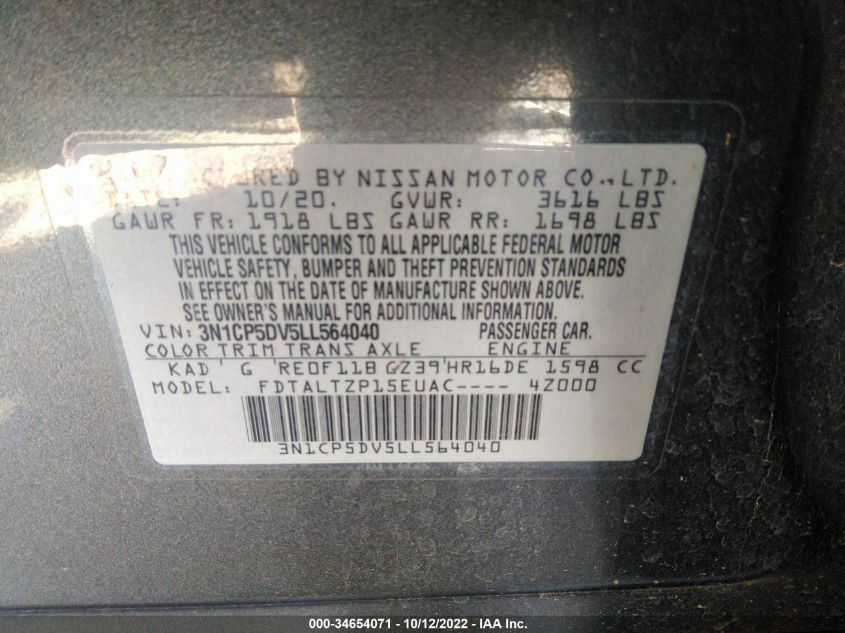 BY NISSAN MOTOR CO., LTD.
10/20. GVWR: 3616 LBS
GAWR FR: 1918 LBS GAWR RR: 1698 LBS
THIS VEHICLE CONFORMS TO ALL APPLICABLE FEDERAL MOTOR
VEHICLE SAFETY, BUMPER AND THEFT PREVENTION STANDARDS
IN EFFECT ON THE DATE OF MANUFACTURE SHOWN ABOVE.
SEE OWNER'S MANUAL FOR ADDITIONAL INFORMATION.
VIN: 3N1CP5DV5LL564040 PASSENGER CAR.
COLOR TRIM TRANS AXLE ENGINE
KAD G RE0F11B GZ39 HR16DE 1598 CC
MODEL: FDTALTZP15EUAC---- 4Z000
3N1CP5DV5LL564040
000-34654071 - 10/12/2022 - IAA Inc.